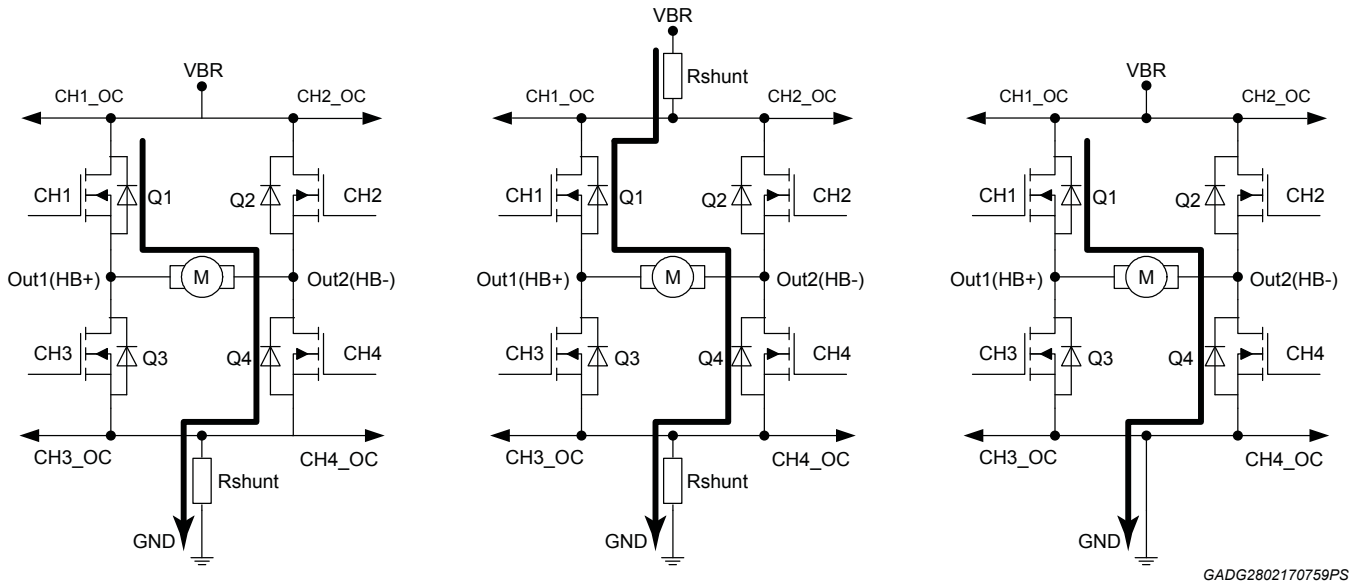 VBR
CH1_OC
CH2_OC
CH1
Q1
Q2
CH2
Out1(HB+)
M
Out2(HB-)
CH3
Q3
Q4
CH4
CH3_OC
CH4_OC
Rshunt
GND
VBR
Rshunt
CH1_OC
CH2_OC
CH1
Q1
Q2
CH2
Out1(HB+)
M
Out2(HB-)
CH3
Q3
Q4
CH4
CH3_OC
CH4_OC
Rshunt
GND
VBR
CH1_OC
CH2_OC
CH1
Q1
Q2
CH2
Out1(HB+)
M
Out2(HB-)
CH3
Q3
Q4
CH4
CH3_OC
CH4_OC
GND
GADG2802170759PS